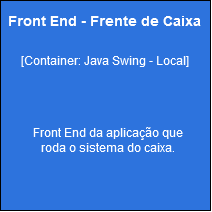 Front End - Frente de Caixa
[Container: Java Swing - Local]
Front End da aplicação que
roda o sistema do caixa.